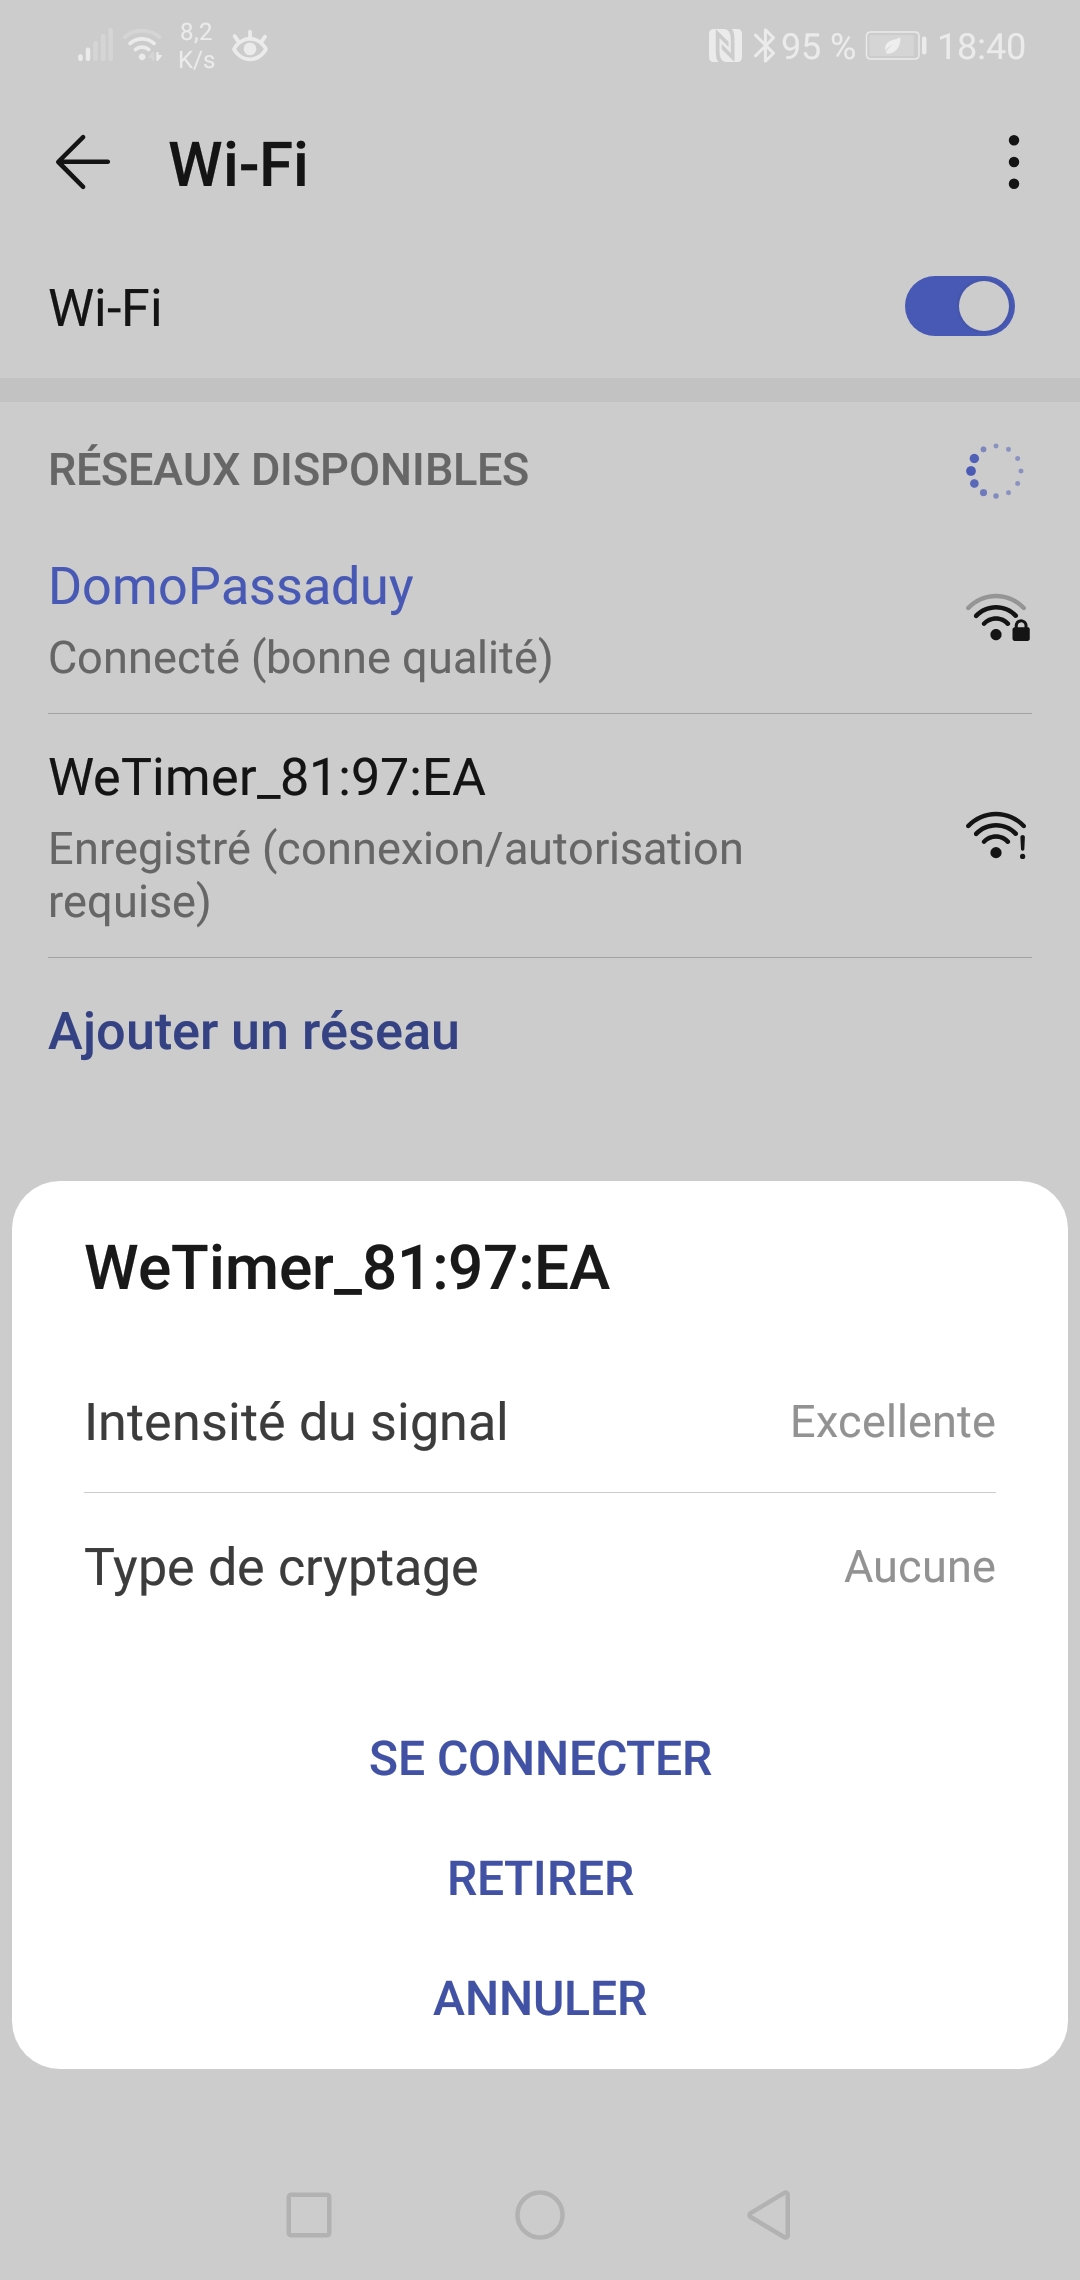 8,2
K/s
95 %
18:40
Wi-Fi
Wi-Fi
RÉSEAUX DISPONIBLES
DomoPassaduy
Connecté (bonne qualité)
WeTimer_81:97:EA
Enregistré (connexion/autorisation
requise)
Ajouter un réseau
WeTimer_81:97:EA
Intensité du signal
Excellente
Type de cryptage
Aucune
SE CONNECTER
RETIRER
ANNULER